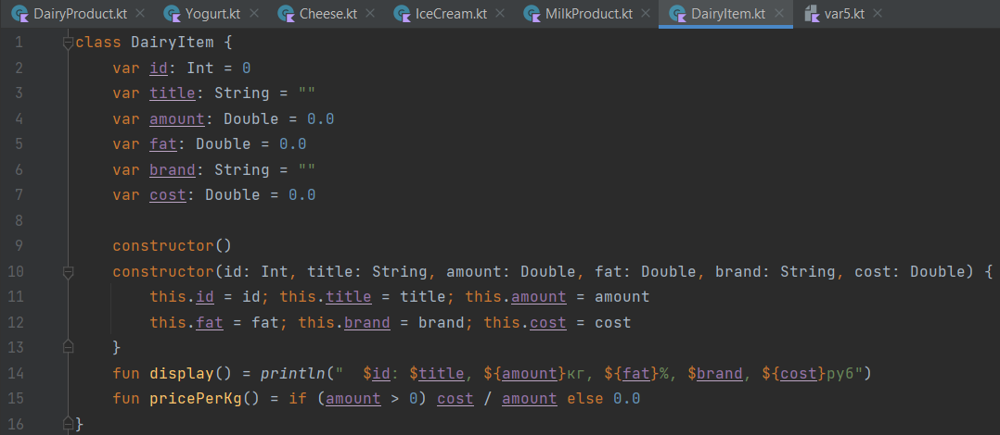 DairyProduct.kt Yogurt.kt Cheese.kt IceCream.kt MilkProduct.kt DairyItem.kt var5.kt
1 class DairyItem {
2 var id: Int = 0
3 var title: String = ""
4 var amount: Double = 0.0
5 var fat: Double = 0.0
6 var brand: String = ""
7 var cost: Double = 0.0
8
9 constructor()
10 constructor(id: Int, title: String, amount: Double, fat: Double, brand: String, cost: Double) {
11 this.id = id; this.title = title; this.amount = amount
12 this.fat = fat; this.brand = brand; this.cost = cost
13 }
14 fun display() = println("  $id: $title, ${amount}кг, ${fat}%, $brand, ${cost}руб")
15 fun pricePerKg() = if (amount > 0) cost / amount else 0.0
16 }